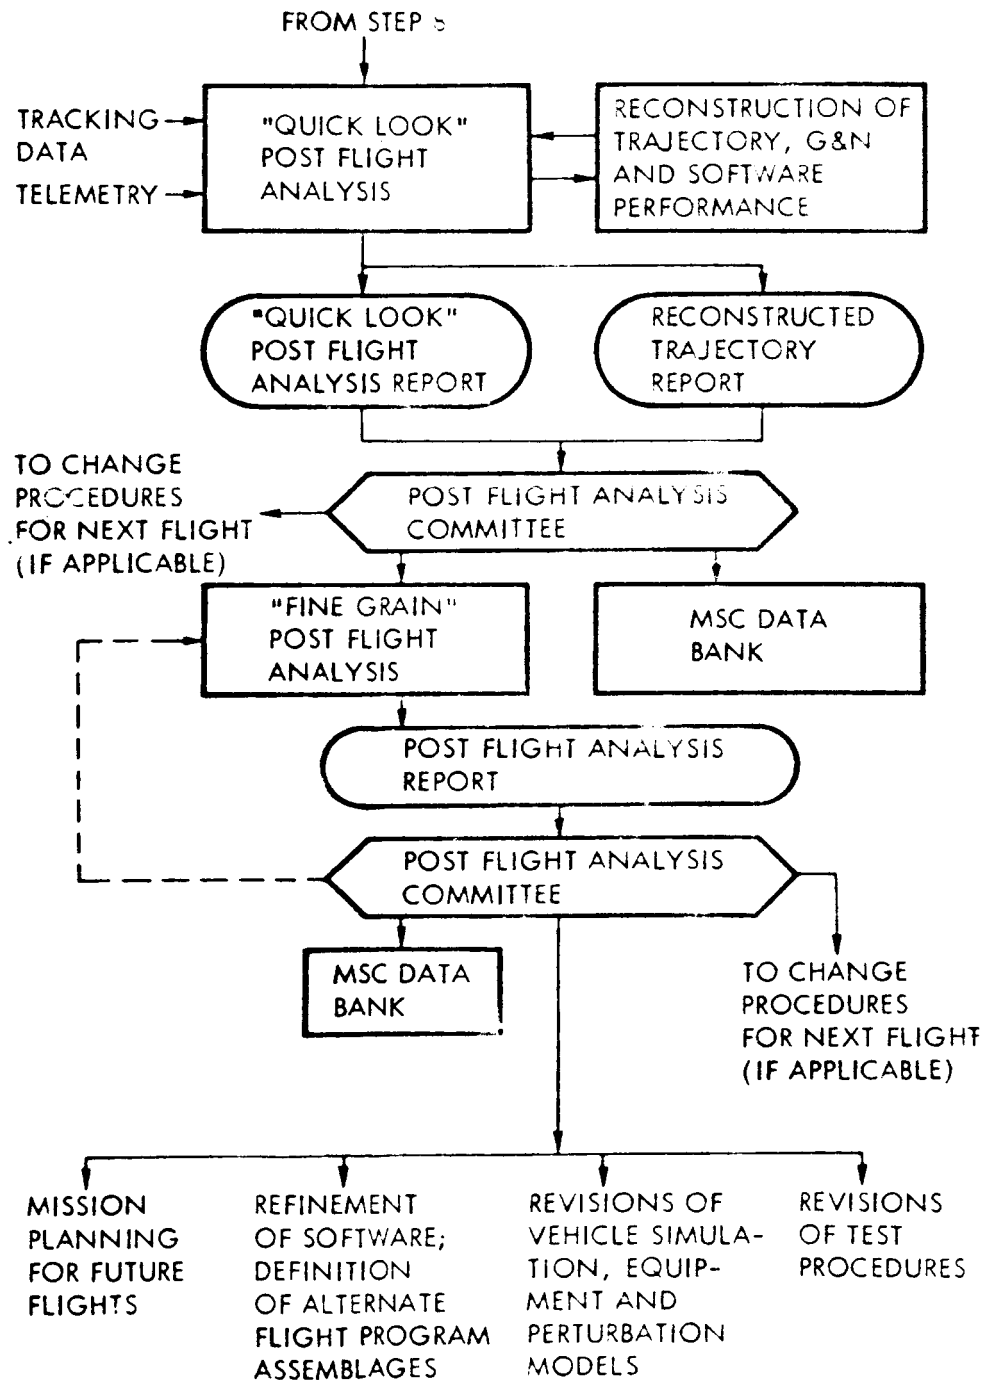 FROM STEP
TRACKING
DATA
TELEMETRY
"QUICK LOOK"
POST FLIGHT
ANALYSIS
RECONSTRUCTION OF
TRAJECTORY, G&N
AND SOFTWARE
PERFORMANCE
"QUICK LOOK"
POST FLIGHT
ANALYSIS REPORT
RECONSTRUCTED
TRAJECTORY
REPORT
TO CHANGE
PROCEDURES
FOR NEXT FLIGHT
(IF APPLICABLE)
POST FLIGHT ANALYSIS
COMMITTEE
"FINE GRAIN"
POST FLIGHT
ANALYSIS
MSC DATA
BANK
POST FLIGHT ANALYSIS
REPORT
POST FLIGHT ANALYSIS
COMMITTEE
MSC DATA
BANK
TO CHANGE
PROCEDURES
FOR NEXT FLIGHT
(IF APPLICABLE)
MISSION
PLANNING
FOR FUTURE
FLIGHTS
REFINEMENT
OF SOFTWARE;
DEFINITION
OF ALTERNATE
FLIGHT PROGRAM
ASSEMBLAGES
REVISIONS OF
VEHICLE SIMULA-
TION, EQUIP-
MENT AND
PERTURBATION
MODELS
REVISIONS
OF TEST
PROCEDURES